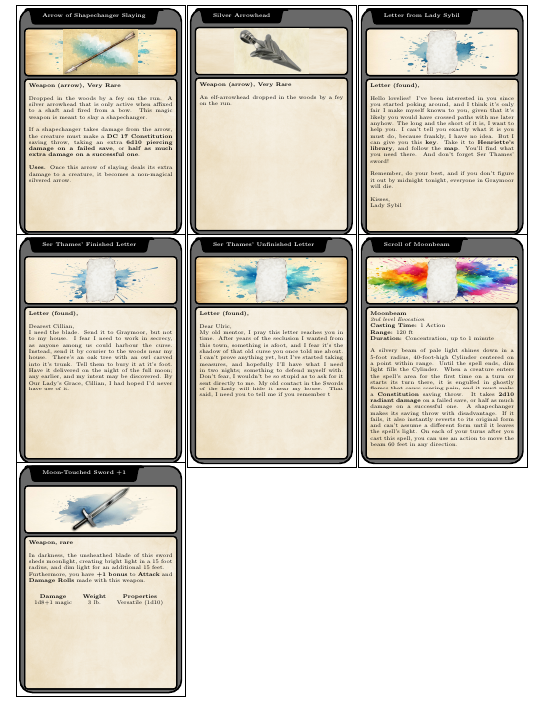 Arrow of Shapechanger Slaying
Weapon (arrow), Very Rare
Dropped in the woods by a fey on the run. A
silver arrowhead that is only active when affixed
to a shaft and fired from a bow. This magic
weapon is meant to slay a shapechanger.
If a shapechanger takes damage from the arrow,
the creature must make a DC 17 Constitution
saving throw, taking an extra 6d10 piercing
damage on a failed save, or half as much
extra damage on a successful one.
Uses. Once this arrow of slaying deals its extra
damage to a creature, it becomes a non-magical
silvered arrow.
Silver Arrowhead
Weapon (arrow), Very Rare
An elf-arrowhead dropped in the woods by a fey
on the run.
Letter from Lady Sybil
Letter (found),
Hello lovelies! I've been interested in you since
you started poking around, and I think it's only
fair I make myself known to you, given that it's
likely you would have crossed paths with me later
anyhow. The long and the short of it is, I want to
help you. I can't tell you exactly what it is you
must do, because frankly, I have no idea. But I
can give you this key. Take it to Henriette's
library, and follow the map. You'll find what
you need there. And don't forget Ser Thames'
sword!
Remember, do your best, and if you don't figure
it out by midnight tonight, everyone in Graymoor
will die.
Kisses,
Lady Sybil
Ser Thames' Finished Letter
Letter (found),
Dearest Cillian,
I need the blade. Send it to Graymoor, but not
to my house. I fear I need to work in secrecy,
as anyone among us could harbour the curse.
Instead, send it by courier to the woods near my
house. There's an oak tree with an owl carved
into it's trunk. Tell them to bury it at it's foot.
Have it delivered on the night of the full moon;
any earlier, and my intent may be discovered. By
Our Lady's Grace, Cillian, I had hoped I'd never
have use of it.
Ser Thames' Unfinished Letter
Letter (found),
Dear Ulric,
My old mentor, I pray this letter reaches you in
time. After years of the seclusion I wanted from
this town, something is afoot, and I fear it's the
shadow of that old curse you once told me about.
I can't prove anything yet, but I've started taking
in two nights; something to defend myself with.
Don't fear, I wouldn't be so stupid as to ask for it
sent directly to me. My old contact in the Swords
of the Lady will hide it near my house. That
said, I need you to tell me if you remember t
Scroll of Moonbeam
Moonbeam
2nd level Evocation
Casting Time: 1 Action
Range: 120 ft
Duration: Concentration, up to 1 minute
A silvery beam of pale light shines down in a
5-foot radius, 40-foot-high Cylinder centered on
a point within range. Until the spell ends, dim
light fills the Cylinder. When a creature enters
the spell's area for the first time on a turn or
starts its turn there, it is engulfed in ghostly
flames that cause searing pain, and it must make
a Constitution saving throw. It takes 2d10
radiant damage on a failed save, or half as much
damage on a successful one. A shapechanger
makes its saving throw with disadvantage. If it
fails, it also instantly reverts to its original form
and can't assume a different form until it leaves
the spell's light. On each of your turns after you
cast this spell, you can use an action to move the
beam 60 feet in any direction.
Moon-Touched Sword +1
Weapon, rare
In darkness, the unsheathed blade of this sword
sheds moonlight, creating bright light in a 15 foot
radius, and dim light for an additional 15 feet.
Furthermore, you have +1 bonus to Attack and
Damage Rolls made with this weapon.
Damage Weight Properties
1d8+1 magic 3 lb. Versatile (1d10)